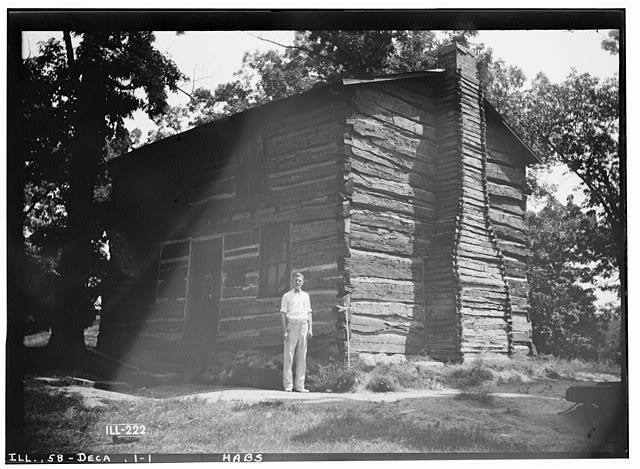 ILL-222
ILL., 58-DECA , 1-1 HABS